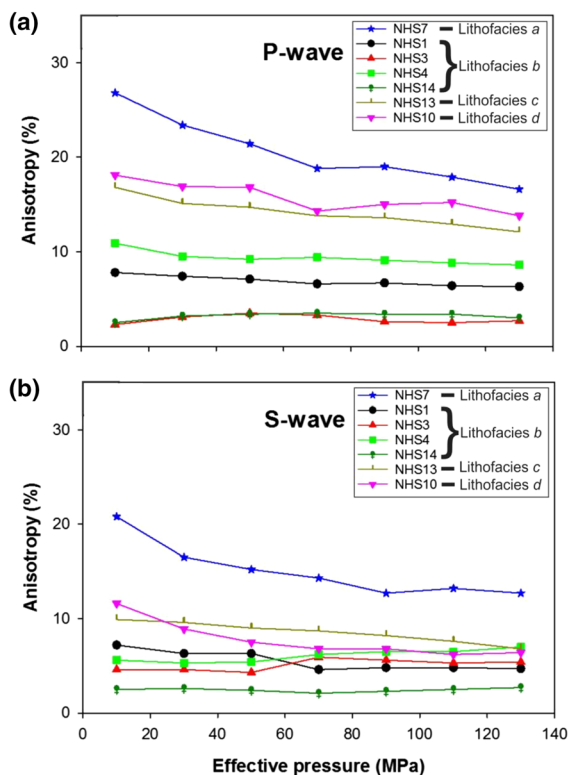 (a)
P-wave
NHS7 Lithofacies a
NHS1
NHS3
NHS4
NHS14
Lithofacies b
NHS13 Lithofacies c
NHS10 Lithofacies d
Anisotropy (%)
30
20
10
0
(b)
S-wave
NHS7 Lithofacies a
NHS1
NHS3
NHS4
NHS14
Lithofacies b
NHS13 Lithofacies c
NHS10 Lithofacies d
Anisotropy (%)
30
20
10
0
0 20 40 60 80 100 120 140
Effective pressure (MPa)